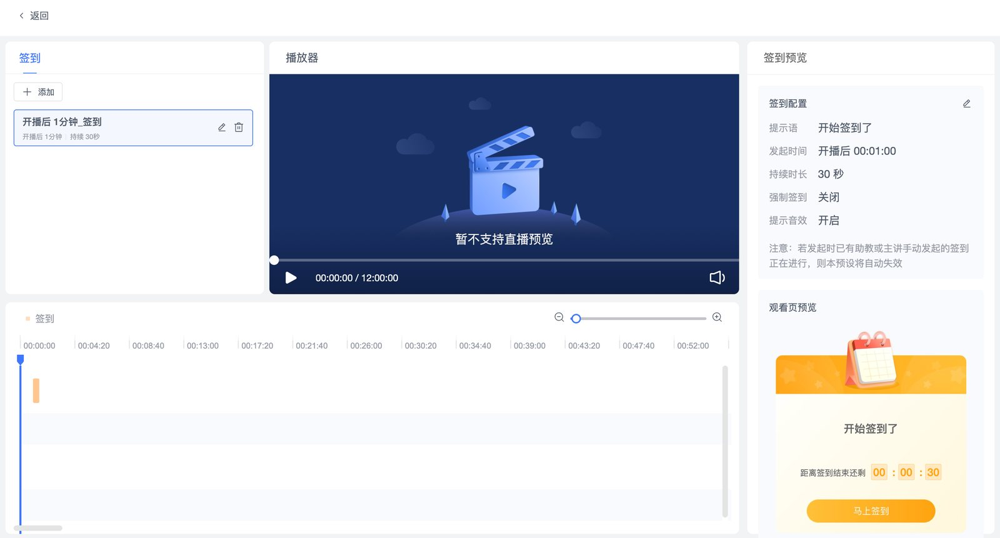 返回
签到
添加
开播后 1分钟_签到
开播后 1分钟 持续 30秒
播放器
暂不支持直播预览
00:00:00 / 12:00:00
签到
00:00:00 00:04:20 00:08:40 00:13:00 00:17:20 00:21:40 00:26:00 00:30:20 00:34:40 00:39:00 00:43:20 00:47:40 00:52:00
签到预览
签到配置
提示语 开始签到了
发起时间 开播后 00:01:00
持续时长 30 秒
强制签到 关闭
提示音效 开启
注意：若发起时已有助教或主讲手动发起的签到
正在进行，则本预设将自动失效
观看页预览
开始签到了
距离签到结束还剩 00 : 00 : 30
马上签到